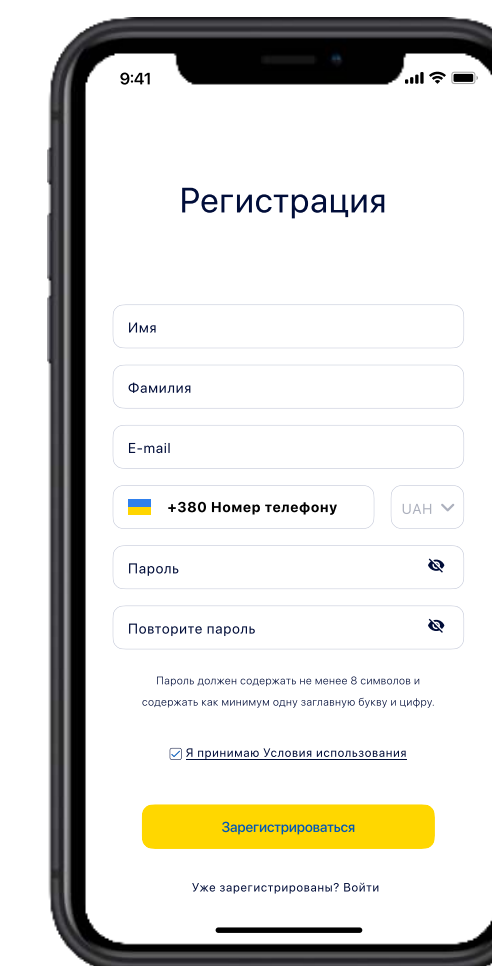 9:41
Регистрация
Имя
Фамилия
E-mail
+380 Номер телефону
UAH
Пароль
Повторите пароль
Пароль должен содержать не менее 8 символов и
содержать как минимум одну заглавную букву и цифру.
Я принимаю Условия использования
Зарегистрироваться
Уже зарегистрированы? Войти